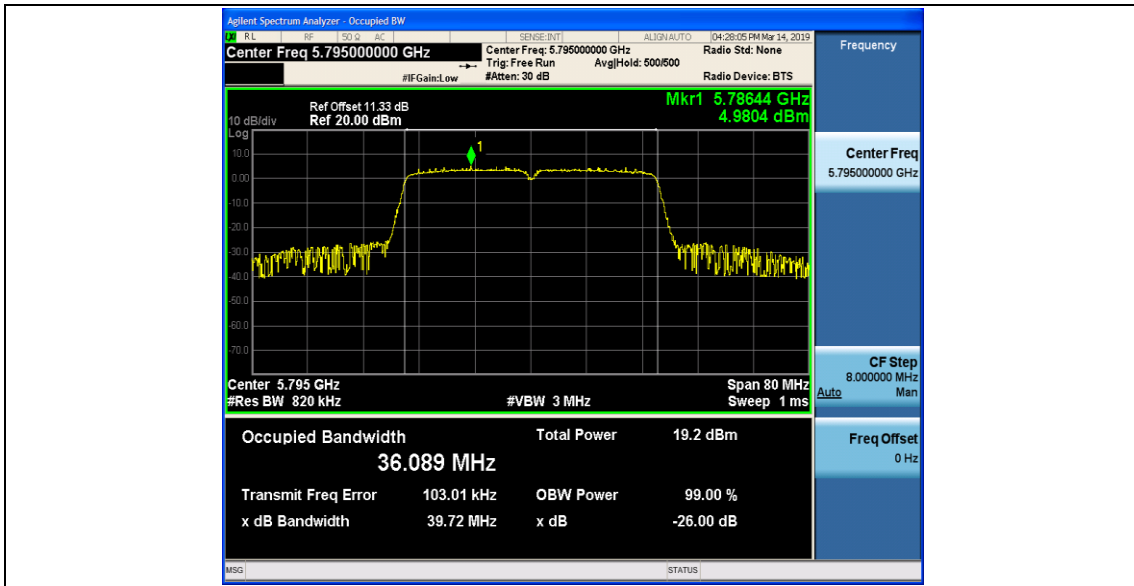 Agilent Spectrum Analyzer - Occupied BW
LXI RL RF 50 Ω AC SENSE:INT ALIGN AUTO 04:28:05 PM Mar 14, 2019
Center Freq 5.795000000 GHz
Center Freq: 5.795000000 GHz
Radio Std: None
Trig: Free Run Avg|Hold: 500/500
#IFGain:Low
#Atten: 30 dB
Radio Device: BTS
Frequency
Ref Offset 11.33 dB
Mkr1 5.78644 GHz
10 dB/div Ref 20.00 dBm
4.9804 dBm
Log
10.0
1
0.00
-10.0
-20.0
-30.0
-40.0
-50.0
-60.0
-70.0
Center 5.795 GHz
Span 80 MHz
#Res BW 820 kHz
#VBW 3 MHz
Sweep 1 ms
Center Freq
5.795000000 GHz
CF Step
8.000000 MHz
Auto Man
Freq Offset
0 Hz
Occupied Bandwidth
Total Power 19.2 dBm
36.089 MHz
Transmit Freq Error 103.01 kHz OBW Power 99.00 %
x dB Bandwidth 39.72 MHz x dB -26.00 dB
MSG
STATUS